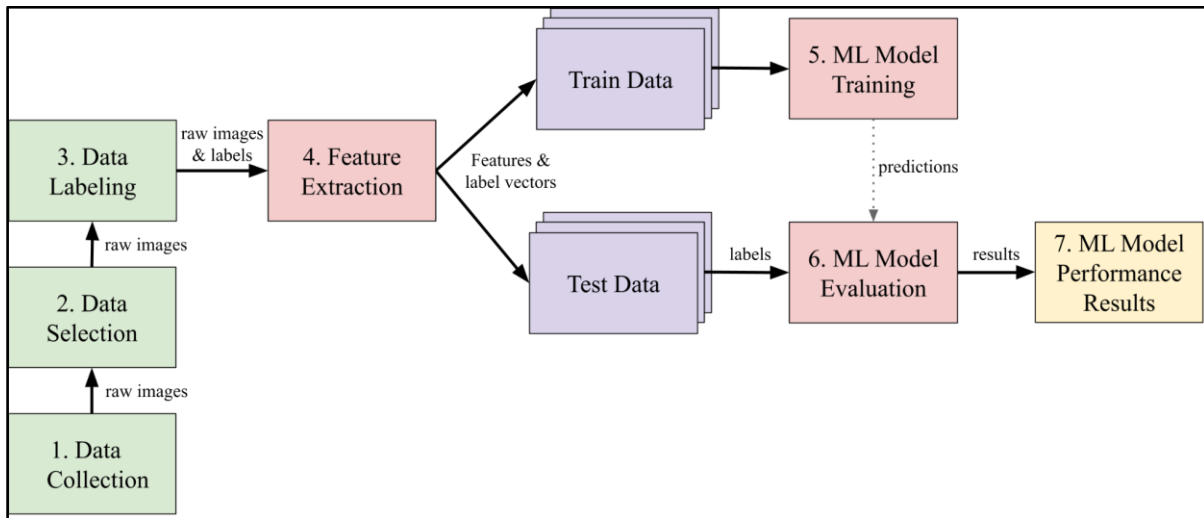 Train Data
5. ML Model
Training
3. Data
Labeling
raw images
& labels
4. Feature
Extraction
Features &
label vectors
predictions
raw images
2. Data
Selection
Test Data
labels
6. ML Model
Evaluation
results
7. ML Model
Performance
Results
raw images
1. Data
Collection